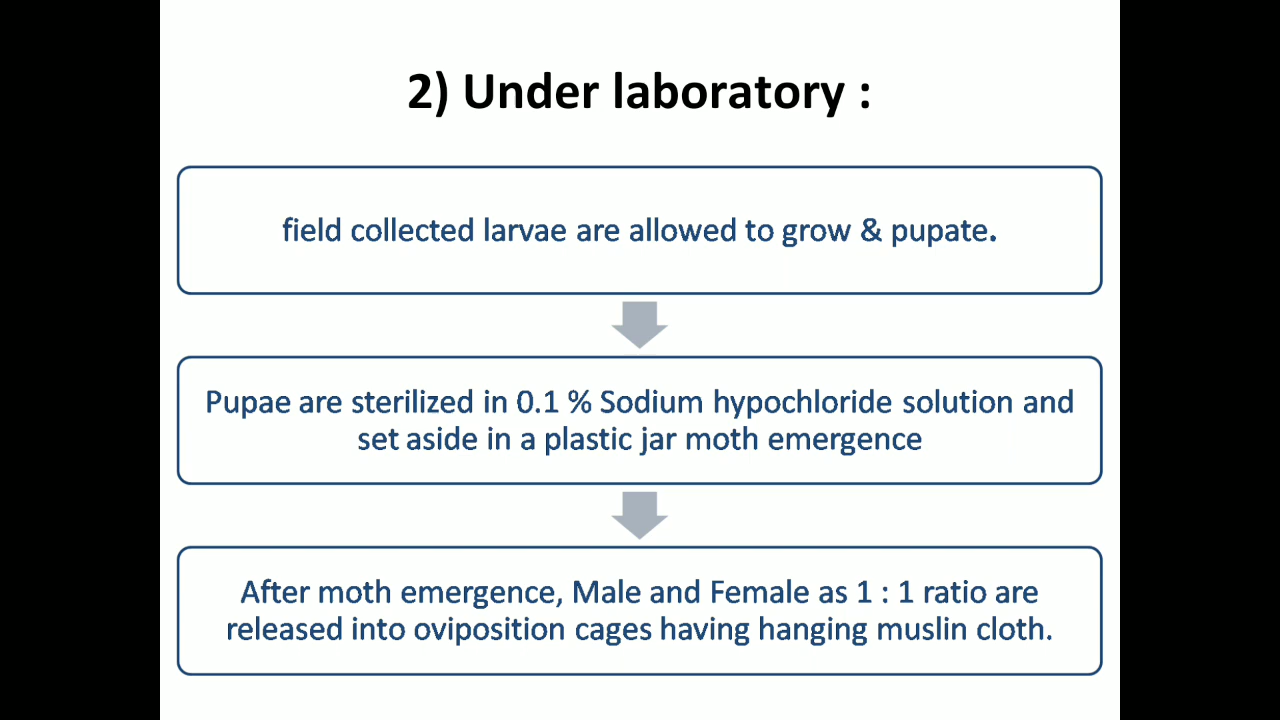 2) Under laboratory :
field collected larvae are allowed to grow & pupate.
Pupae are sterilized in 0.1 % Sodium hypochloride solution and
set aside in a plastic jar moth emergence
After moth emergence, Male and Female as 1 : 1 ratio are
released into oviposition cages having hanging muslin cloth.